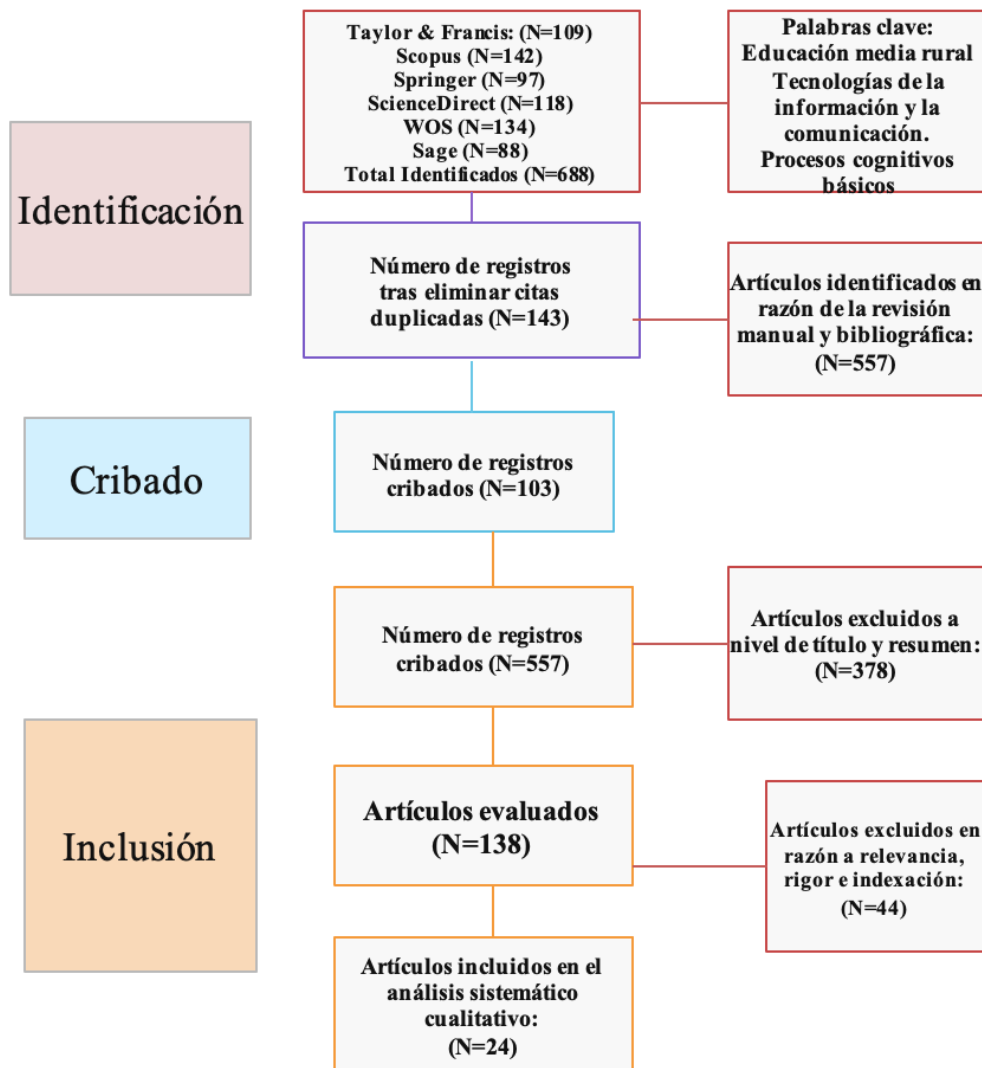 Taylor & Francis: (N=109)
Scopus (N=142)
Springer (N=97)
ScienceDirect (N=118)
WOS (N=134)
Sage (N=88)
Total Identificados (N=688)
Palabras clave:
Educación media rural
Tecnologías de la
información y la
comunicación.
Procesos cognitivos
básicos
Identificación
Número de registros
tras eliminar citas
duplicadas (N=143)
Artículos identificados en
razón de la revisión
manual y bibliográfica:
(N=557)
Cribado
Número de registros
cribados (N=103)
Número de registros
cribados (N=557)
Artículos excluidos a
nivel de título y resumen:
(N=378)
Inclusión
Artículos evaluados
(N=138)
Artículos excluidos en
razón a relevancia,
rigor e indexación:
(N=44)
Artículos incluidos en el
análisis sistemático
cualitativo:
(N=24)